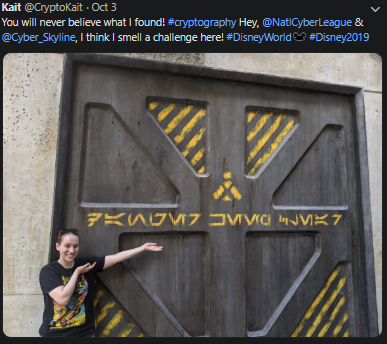 Kait @CryptoKait · Oct 3
You will never believe what I found! #cryptography Hey, @NatlCyberLeague &
@Cyber_Skyline, I think I smell a challenge here! #DisneyWorld #Disney2019